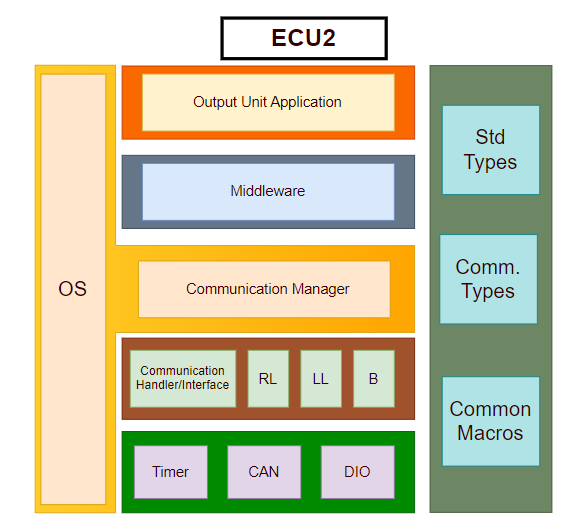 ECU2
OS
Output Unit Application
Middleware
Communication Manager
Communication
Handler/Interface
RL
LL
B
Timer
CAN
DIO
Std
Types
Comm.
Types
Common
Macros